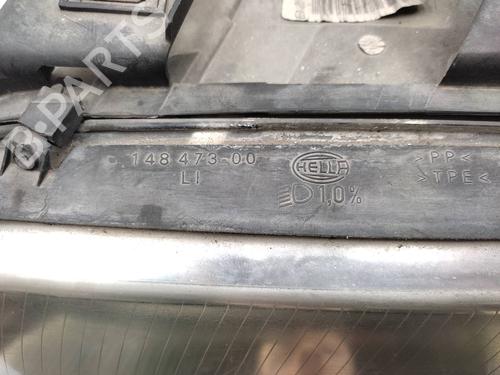 B-PARTS
148 473-00
LI
HELLA
1,0%
>PP<
>TPE<